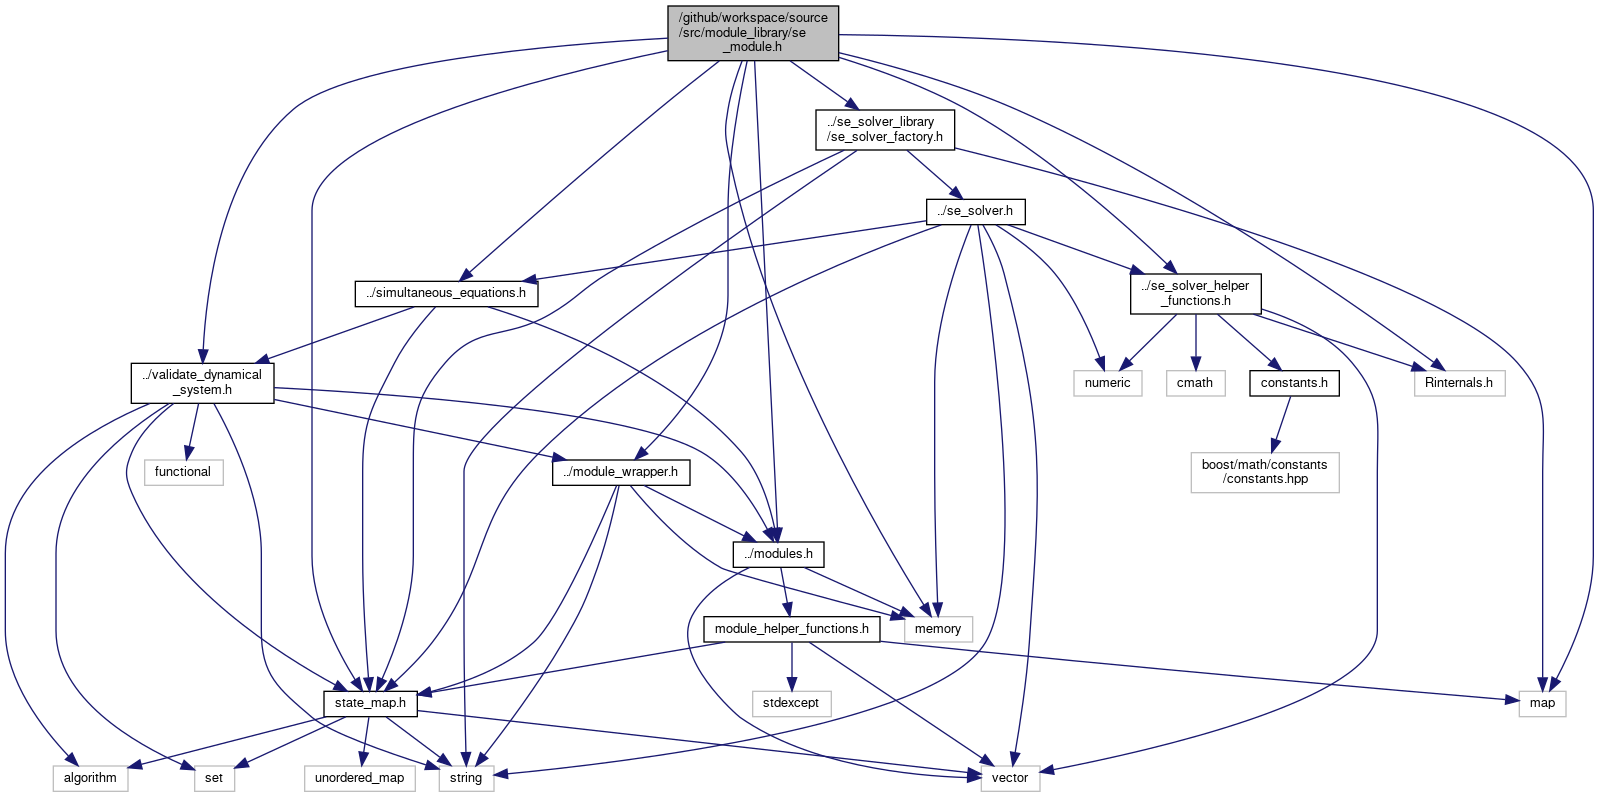 /github/workspace/source
/src/module_library/se
_module.h
../se_solver_library
/se_solver_factory.h
../se_solver.h
../simultaneous_equations.h
../se_solver_helper
_functions.h
../validate_dynamical
_system.h
numeric
cmath
constants.h
Rinternals.h
functional
../module_wrapper.h
boost/math/constants
/constants.hpp
../modules.h
module_helper_functions.h
memory
state_map.h
stdexcept
map
algorithm
set
unordered_map
string
vector